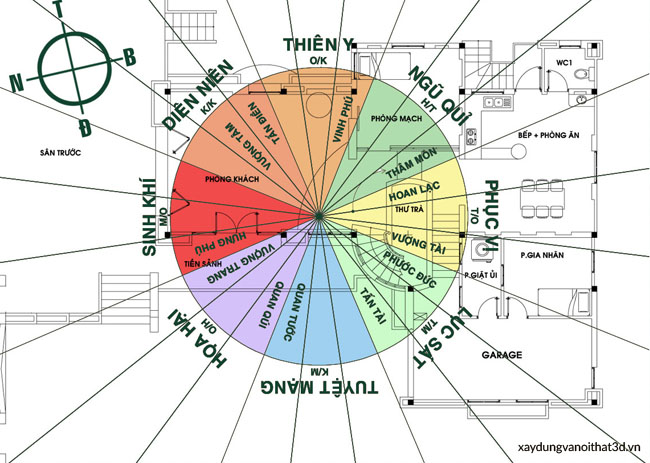 T
B
N
Đ
THIÊN Y
O/K
DIÊN NIÊN
K/K
NGŨ QUỈ
H/T
WC1
TẤN ĐIỀN
VINH PHÚ
PHÒNG MẠCH
BẾP + PHÒNG ĂN
SÂN TRƯỚC
VƯỢNG TÂM
THÂM MÔN
PHÒNG KHÁCH
HOAN LẠC
SINH KHÍ
M/O
THƯ TRÀ
PHỤC VỊ
T/O
HƯNG PHÚ
VƯỢNG TÀI
TIỀN SẢNH
VƯỢNG TRANG
PHƯỚC ĐỨC
P.GIA NHÂN
P.GIẶT ỦI
QUAN QŨI
QUAN TƯỚC
TẤN TÀI
HỌA HẠI
O/H
LỤC SÁT
T/M
GARAGE
K/M
TUYỆT MẠNG
xaydungvanoithat3d.vn